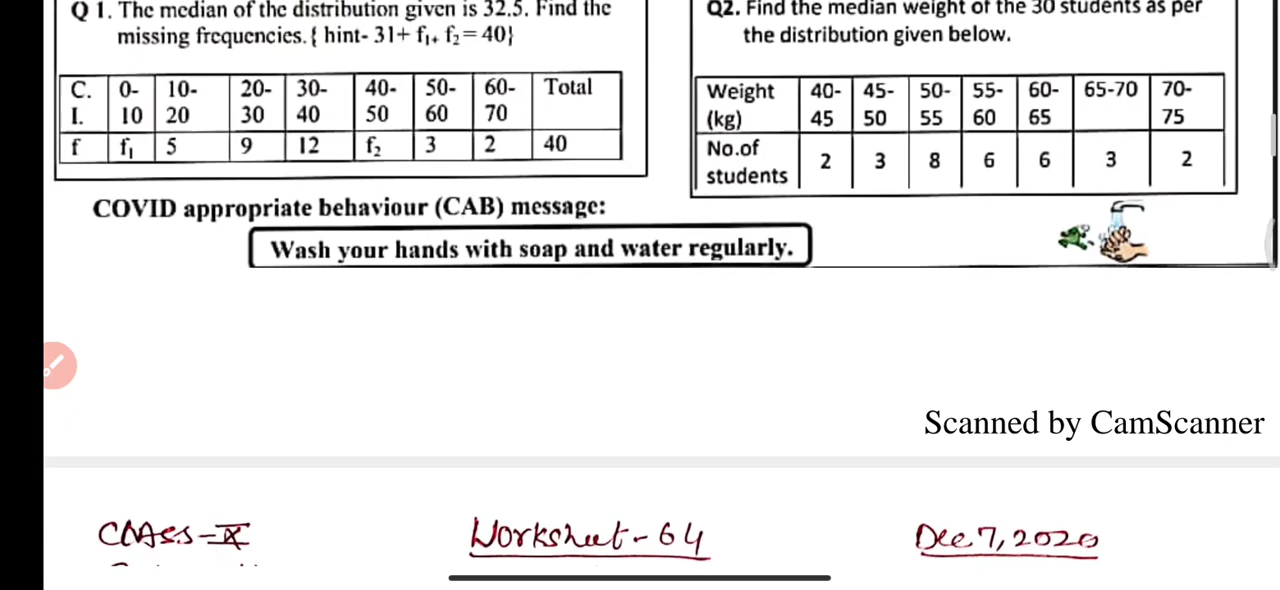 Q 1. The median of the distribution given is 32.5. Find the
missing frequencies. { hint- 31+ f₁+ f₂= 40}
C. I. 0-10 10-20 20-30 30-40 40-50 50-60 60-70 Total
f f₁ 5 9 12 f₂ 3 2 40
Q2. Find the median weight of the 30 students as per
the distribution given below.
Weight (kg) 40-45 45-50 50-55 55-60 60-65 65-70 70-75
No.of students 2 3 8 6 6 3 2
COVID appropriate behaviour (CAB) message:
Wash your hands with soap and water regularly.
Scanned by CamScanner
Class-X Worksheet-64 Dec 7, 2020